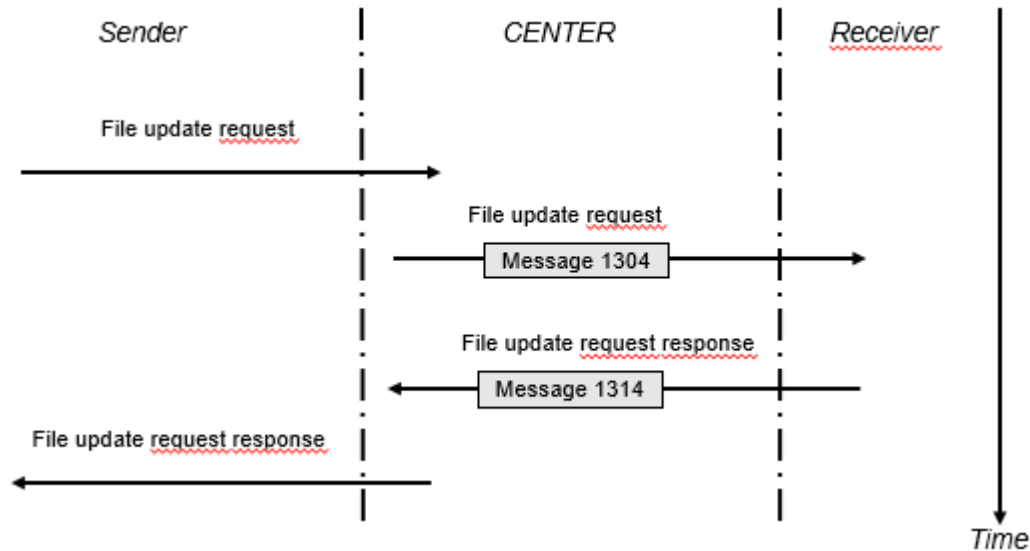 Sender
CENTER
Receiver
File update request
File update request
Message 1304
File update request response
Message 1314
File update request response
Time